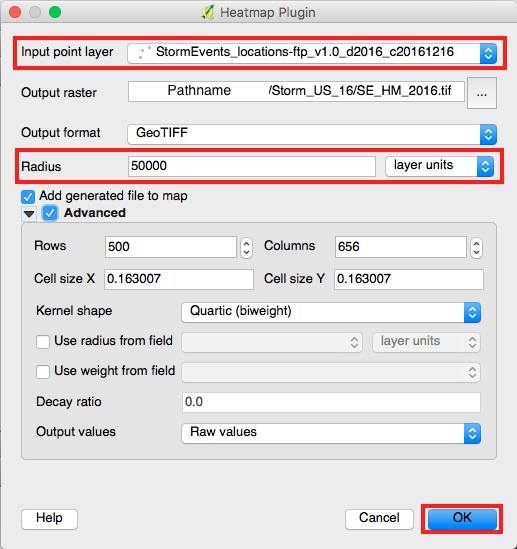 Heatmap Plugin
Input point layer StormEvents_locations-ftp_v1.0_d2016_c20161216
Output raster Pathname /Storm_US_16/SE_HM_2016.tif ...
Output format GeoTIFF
Radius 50000 layer units
Add generated file to map
Advanced
Rows 500 Columns 656
Cell size X 0.163007 Cell size Y 0.163007
Kernel shape Quartic (biweight)
Use radius from field layer units
Use weight from field
Decay ratio 0.0
Output values Raw values
Help Cancel OK